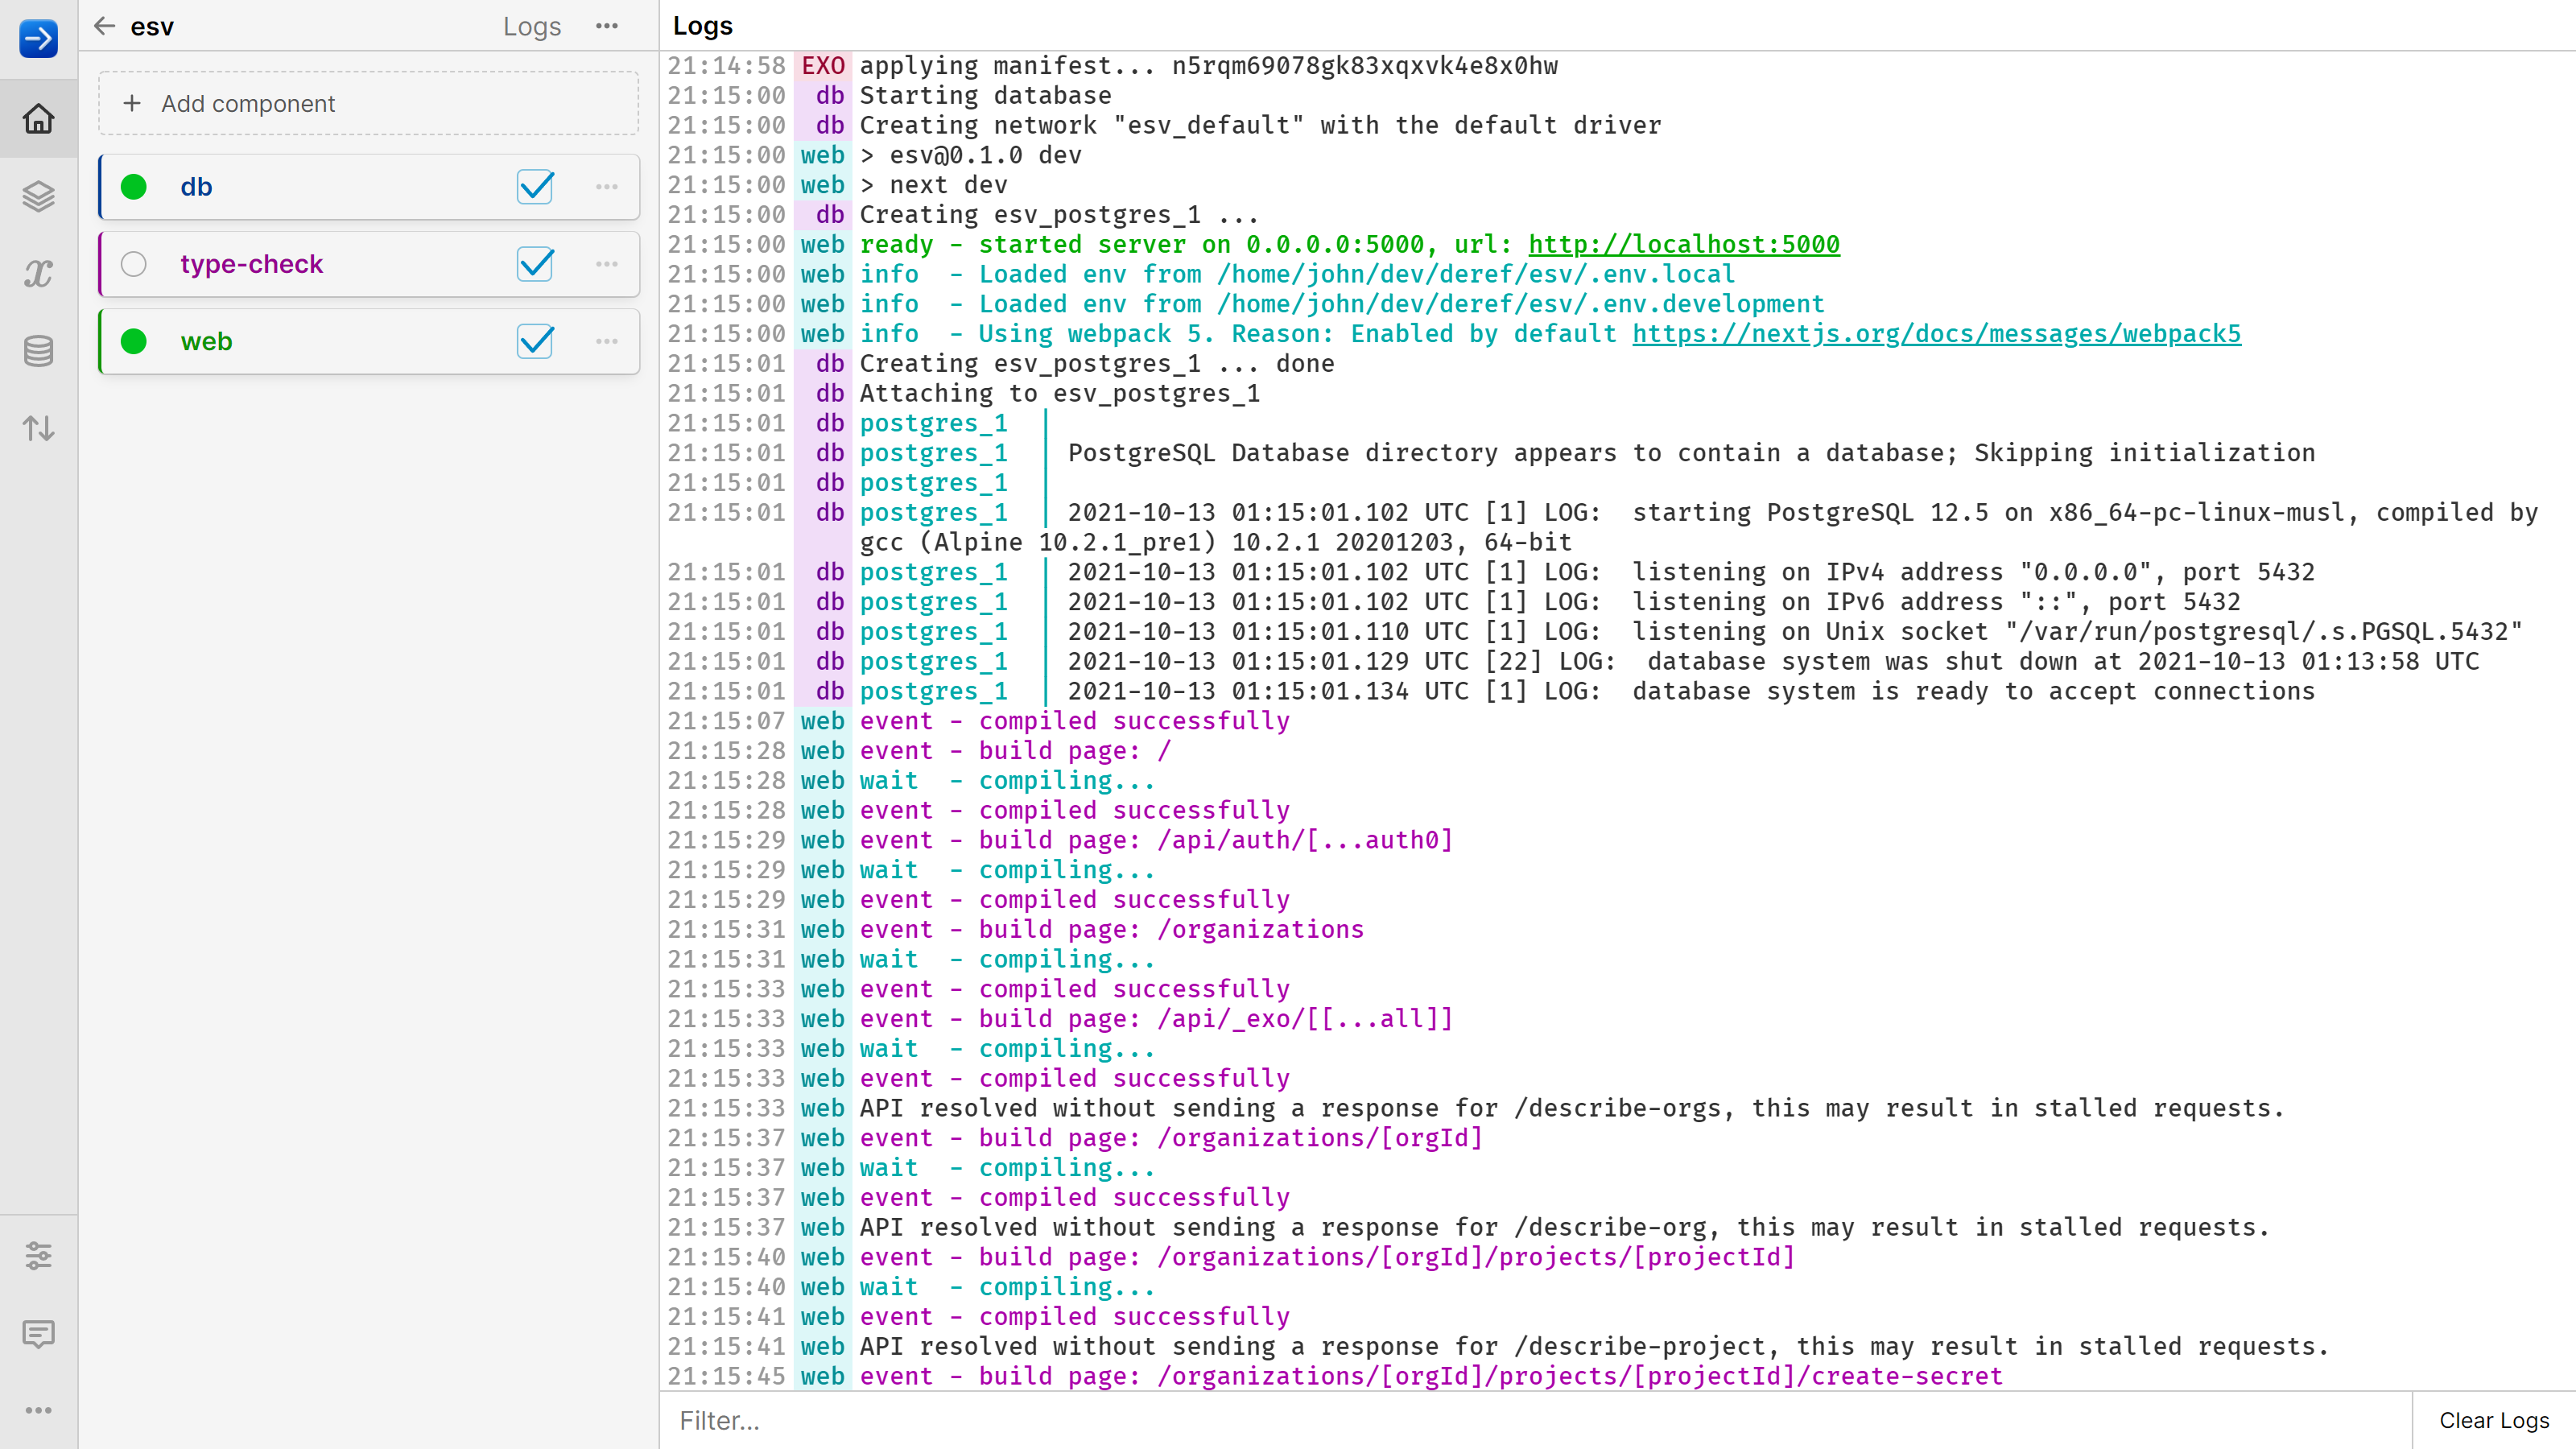 esv
Logs
Add component
db
type-check
web
Logs
21:14:58 EXO applying manifest... n5rqm69078gk83xqxvk4e8x0hw
21:15:00 db Starting database
21:15:00 db Creating network "esv_default" with the default driver
21:15:00 web > esv@0.1.0 dev
21:15:00 web > next dev
21:15:00 db Creating esv_postgres_1 ...
21:15:00 web ready - started server on 0.0.0.0:5000, url: http://localhost:5000
21:15:00 web info  - Loaded env from /home/john/dev/deref/esv/.env.local
21:15:00 web info  - Loaded env from /home/john/dev/deref/esv/.env.development
21:15:00 web info  - Using webpack 5. Reason: Enabled by default https://nextjs.org/docs/messages/webpack5
21:15:01 db Creating esv_postgres_1 ... done
21:15:01 db Attaching to esv_postgres_1
21:15:01 db postgres_1  |
21:15:01 db postgres_1  | PostgreSQL Database directory appears to contain a database; Skipping initialization
21:15:01 db postgres_1  |
21:15:01 db postgres_1  | 2021-10-13 01:15:01.102 UTC [1] LOG:  starting PostgreSQL 12.5 on x86_64-pc-linux-musl, compiled by
gcc (Alpine 10.2.1_pre1) 10.2.1 20201203, 64-bit
21:15:01 db postgres_1  | 2021-10-13 01:15:01.102 UTC [1] LOG:  listening on IPv4 address "0.0.0.0", port 5432
21:15:01 db postgres_1  | 2021-10-13 01:15:01.102 UTC [1] LOG:  listening on IPv6 address "::", port 5432
21:15:01 db postgres_1  | 2021-10-13 01:15:01.110 UTC [1] LOG:  listening on Unix socket "/var/run/postgresql/.s.PGSQL.5432"
21:15:01 db postgres_1  | 2021-10-13 01:15:01.129 UTC [22] LOG:  database system was shut down at 2021-10-13 01:13:58 UTC
21:15:01 db postgres_1  | 2021-10-13 01:15:01.134 UTC [1] LOG:  database system is ready to accept connections
21:15:07 web event - compiled successfully
21:15:28 web event - build page: /
21:15:28 web wait  - compiling...
21:15:28 web event - compiled successfully
21:15:29 web event - build page: /api/auth/[...auth0]
21:15:29 web wait  - compiling...
21:15:29 web event - compiled successfully
21:15:31 web event - build page: /organizations
21:15:31 web wait  - compiling...
21:15:33 web event - compiled successfully
21:15:33 web event - build page: /api/_exo/[[...all]]
21:15:33 web wait  - compiling...
21:15:33 web event - compiled successfully
21:15:33 web API resolved without sending a response for /describe-orgs, this may result in stalled requests.
21:15:37 web event - build page: /organizations/[orgId]
21:15:37 web wait  - compiling...
21:15:37 web event - compiled successfully
21:15:37 web API resolved without sending a response for /describe-org, this may result in stalled requests.
21:15:40 web event - build page: /organizations/[orgId]/projects/[projectId]
21:15:40 web wait  - compiling...
21:15:41 web event - compiled successfully
21:15:41 web API resolved without sending a response for /describe-project, this may result in stalled requests.
21:15:45 web event - build page: /organizations/[orgId]/projects/[projectId]/create-secret
Filter...
Clear Logs